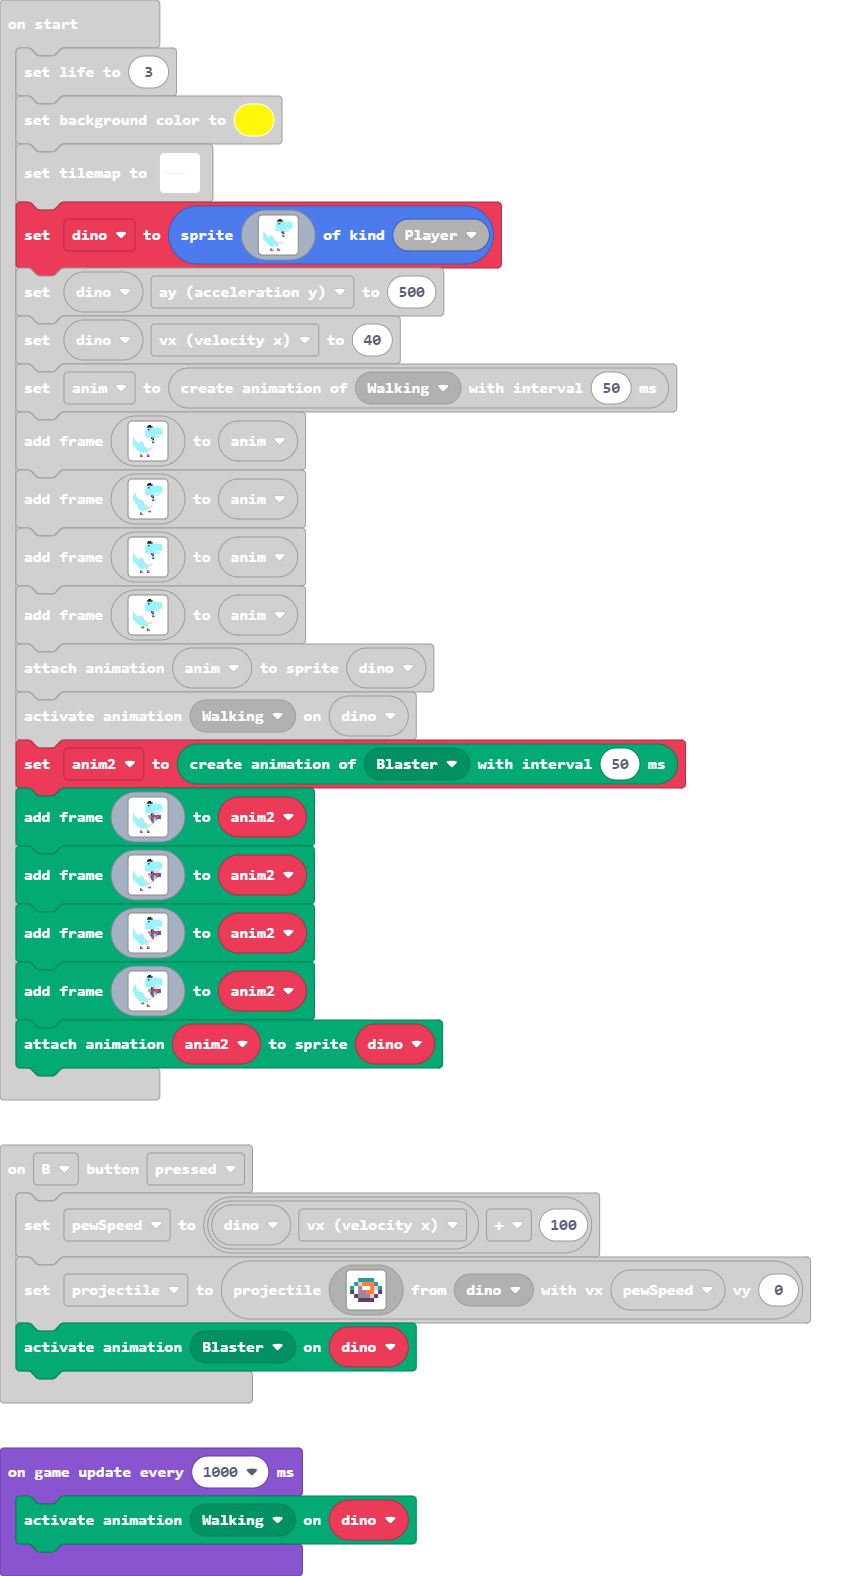 on start
set life to 3
set background color to
set tilemap to
set dino to sprite of kind Player
set dino ay (acceleration y) to 500
set dino vx (velocity x) to 40
set anim to create animation of Walking with interval 50 ms
add frame to anim
add frame to anim
add frame to anim
add frame to anim
attach animation anim to sprite dino
activate animation Walking on dino
set anim2 to create animation of Blaster with interval 50 ms
add frame to anim2
add frame to anim2
add frame to anim2
add frame to anim2
attach animation anim2 to sprite dino
on B button pressed
set pewSpeed to dino vx (velocity x) + 100
set projectile to projectile from dino with vx pewSpeed vy 0
activate animation Blaster on dino
on game update every 1000 ms
activate animation Walking on dino